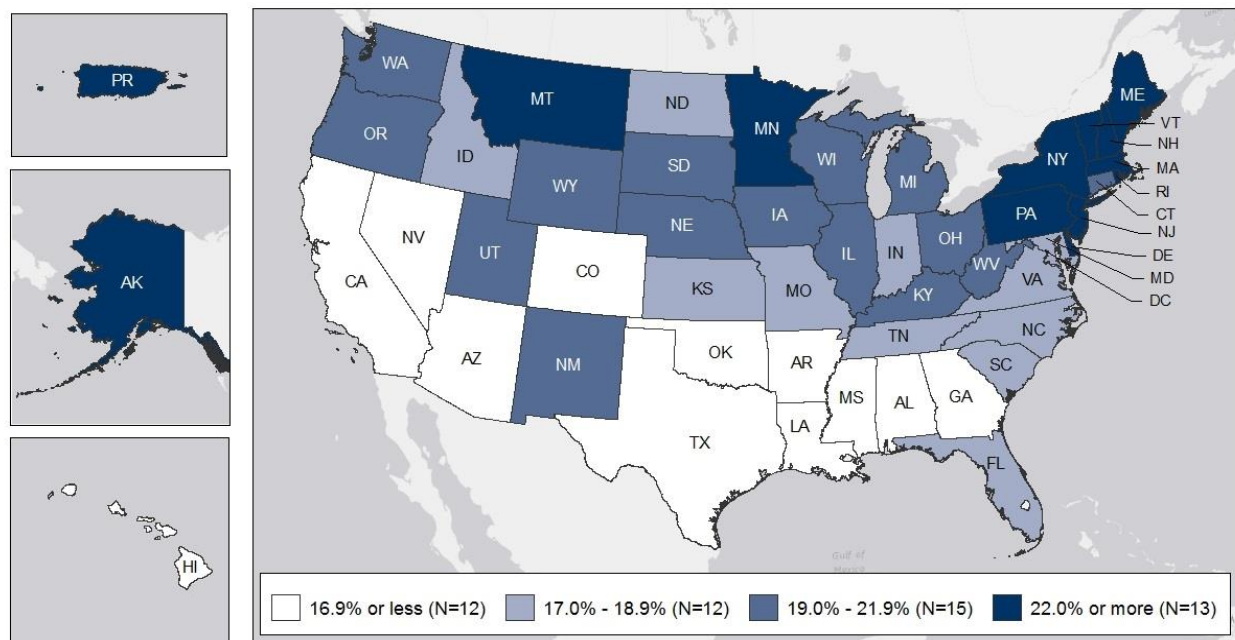 PR
AK
HI
WA
OR
ID
MT
ND
MN
WY
SD
WI
MI
NE
IA
NV
UT
CA
CO
KS
MO
IL
IN
OH
KY
WV
VA
PA
NY
ME
VT
NH
MA
RI
CT
NJ
DE
MD
DC
AZ
NM
OK
AR
TN
NC
SC
TX
LA
MS
AL
GA
FL
Gulf of
Mexico
16.9% or less (N=12)
17.0% - 18.9% (N=12)
19.0% - 21.9% (N=15)
22.0% or more (N=13)